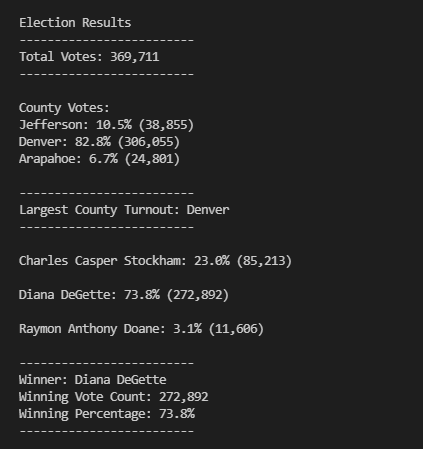 Election Results
-------------------------
Total Votes: 369,711
-------------------------
County Votes:
Jefferson: 10.5% (38,855)
Denver: 82.8% (306,055)
Arapahoe: 6.7% (24,801)
-------------------------
Largest County Turnout: Denver
-------------------------
Charles Casper Stockham: 23.0% (85,213)
Diana DeGette: 73.8% (272,892)
Raymon Anthony Doane: 3.1% (11,606)
-------------------------
Winner: Diana DeGette
Winning Vote Count: 272,892
Winning Percentage: 73.8%
-------------------------